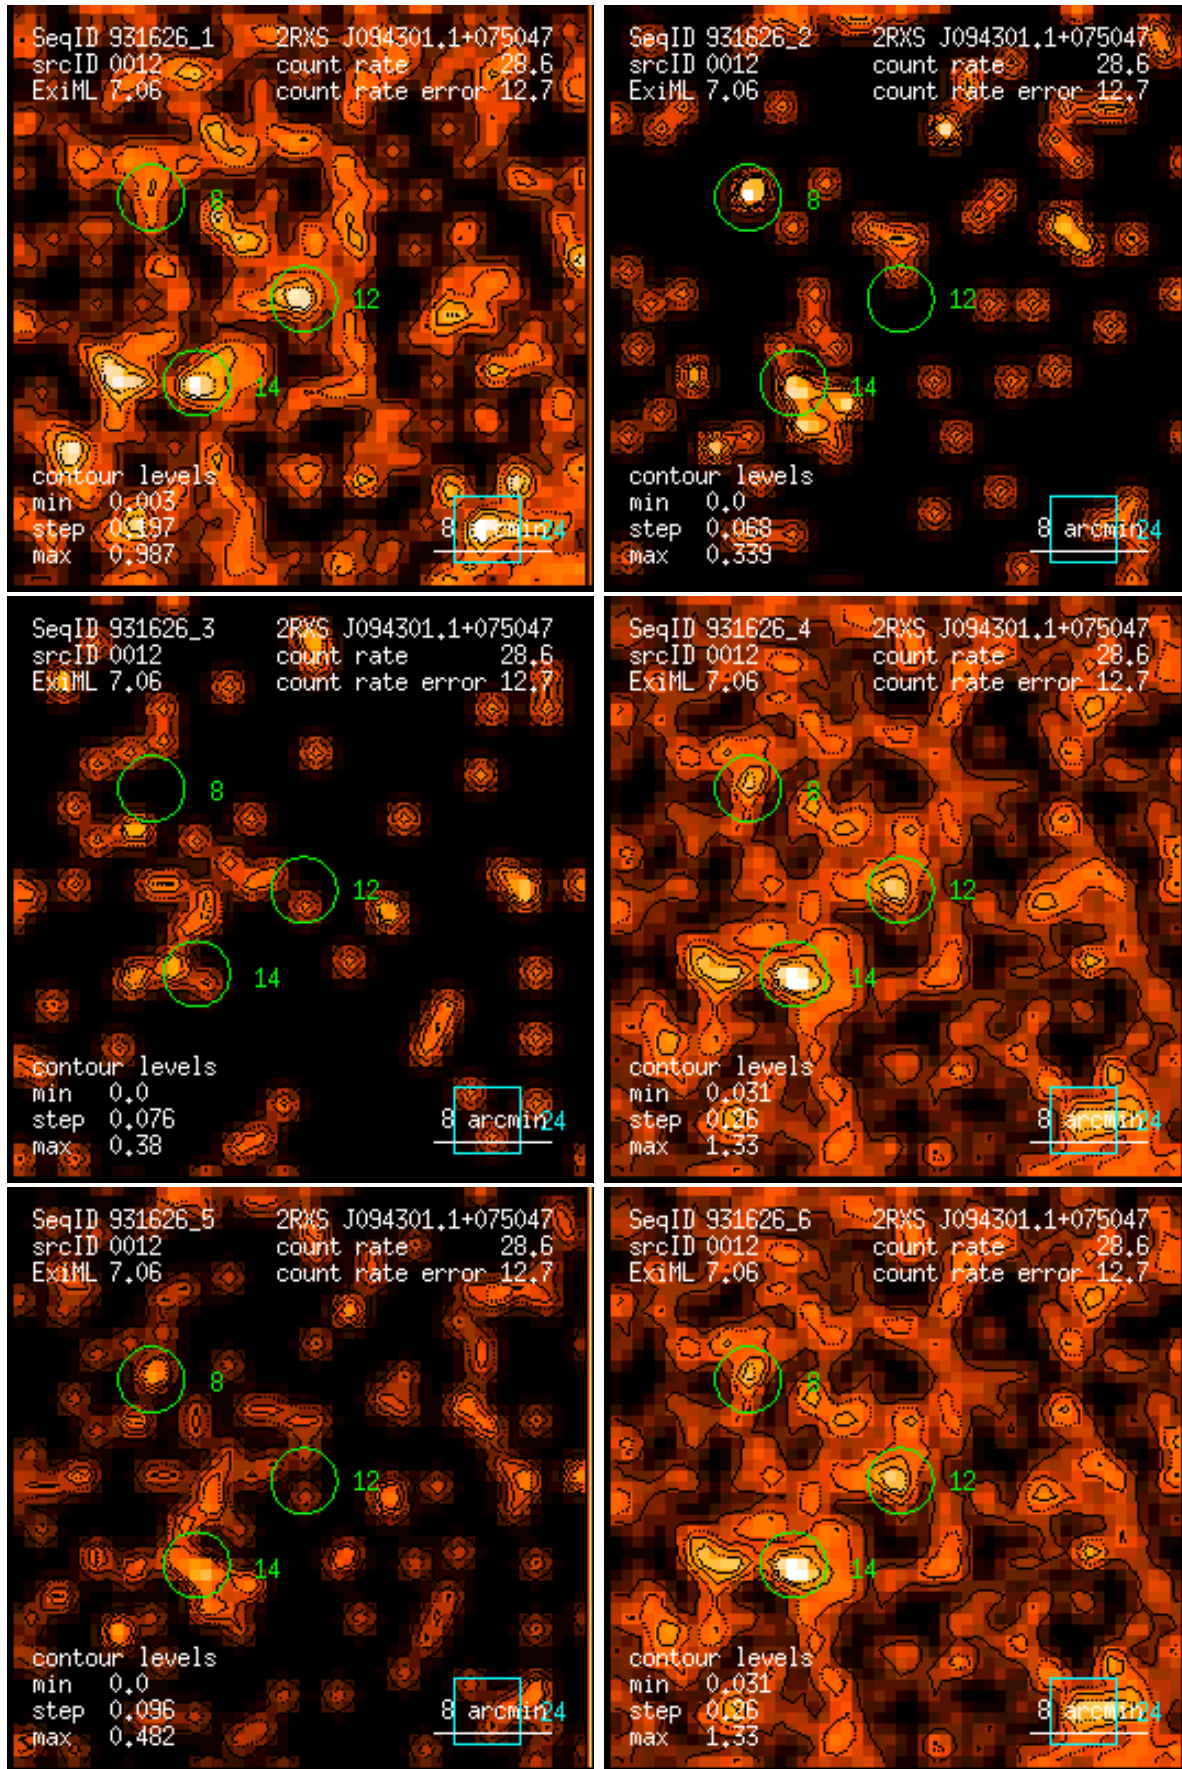 SeqID 931626_1 2RXS J094301.1+075047
srcID 0012 count rate 28.6
ExiML 7.06 count rate error 12.7
8
12
14
contour levels
min 0.003
step 0.197
max 0.987
8 arcmin 24
SeqID 931626_2 2RXS J094301.1+075047
srcID 0012 count rate 28.6
ExiML 7.06 count rate error 12.7
8
12
14
contour levels
min 0.0
step 0.068
max 0.339
8 arcmin 24
SeqID 931626_3 2RXS J094301.1+075047
srcID 0012 count rate 28.6
ExiML 7.06 count rate error 12.7
8
12
14
contour levels
min 0.0
step 0.076
max 0.38
8 arcmin 24
SeqID 931626_4 2RXS J094301.1+075047
srcID 0012 count rate 28.6
ExiML 7.06 count rate error 12.7
8
12
14
contour levels
min 0.031
step 0.26
max 1.33
8 arcmin 24
SeqID 931626_5 2RXS J094301.1+075047
srcID 0012 count rate 28.6
ExiML 7.06 count rate error 12.7
8
12
14
contour levels
min 0.0
step 0.096
max 0.482
8 arcmin 24
SeqID 931626_6 2RXS J094301.1+075047
srcID 0012 count rate 28.6
ExiML 7.06 count rate error 12.7
8
12
14
contour levels
min 0.031
step 0.26
max 1.33
8 arcmin 24